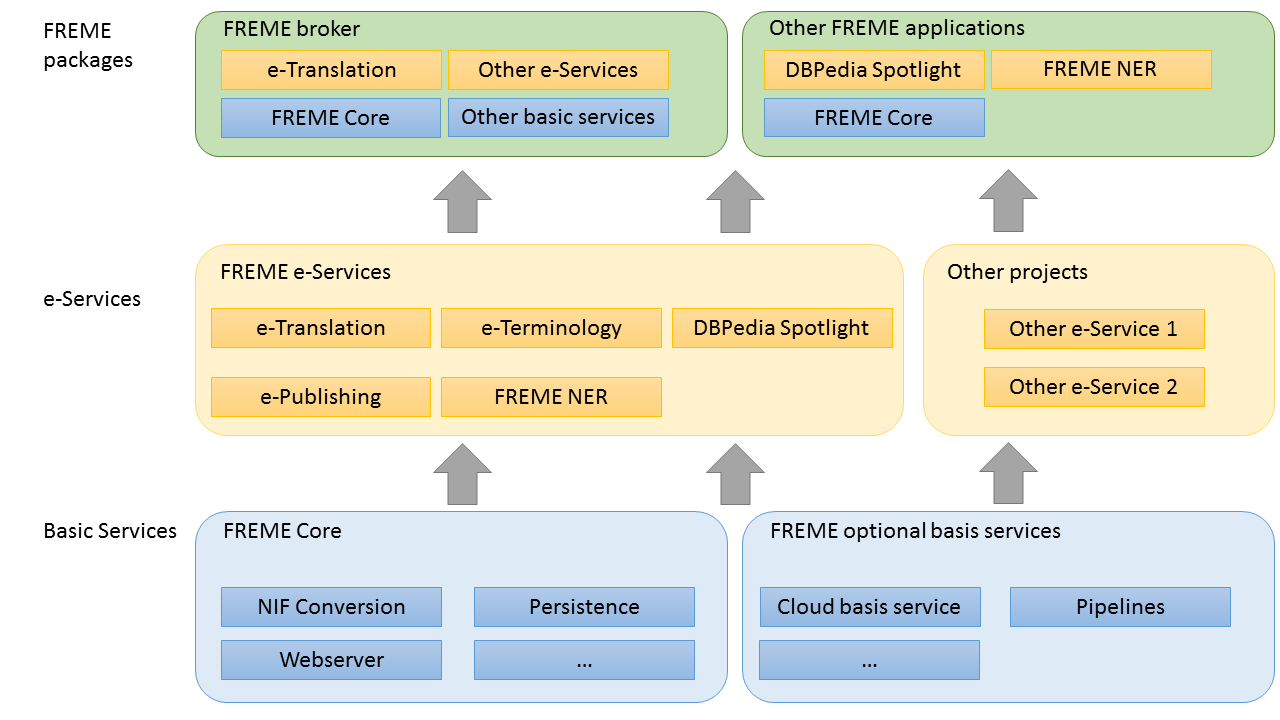 FREME
packages
FREME broker
e-Translation
Other e-Services
FREME Core
Other basic services
Other FREME applications
DBPedia Spotlight
FREME NER
FREME Core
e-Services
FREME e-Services
e-Translation
e-Terminology
DBPedia Spotlight
e-Publishing
FREME NER
Other projects
Other e-Service 1
Other e-Service 2
Basic Services
FREME Core
NIF Conversion
Persistence
Webserver
...
FREME optional basis services
Cloud basis service
Pipelines
...